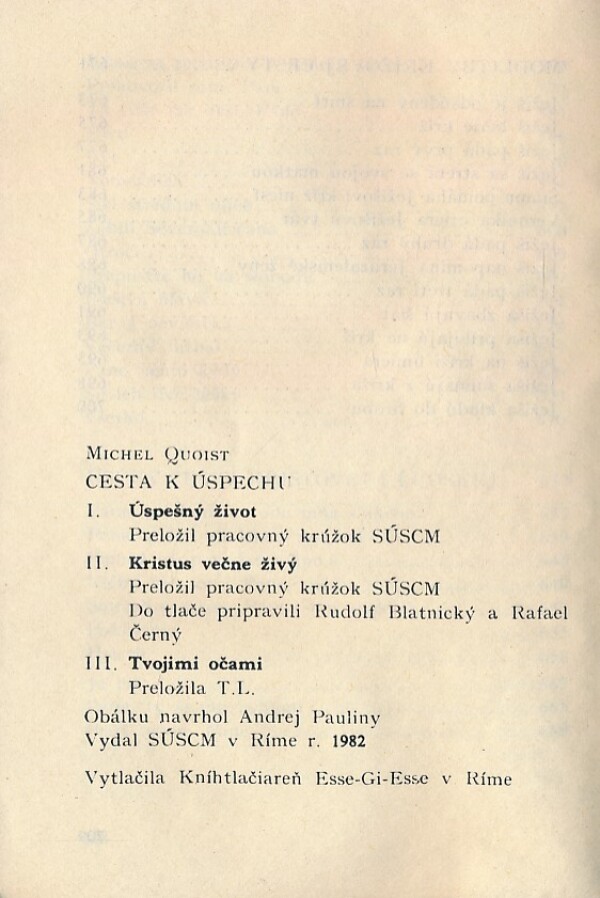 MICHEL QUOIST
CESTA K ÚSPECHU
I. Úspešný život
Preložil pracovný krúžok SÚSCM
II. Kristus večne živý
Preložil pracovný krúžok SÚSCM
Do tlače pripravili Rudolf Blatnický a Rafael
Černý
III. Tvojimi očami
Preložila T.L.
Obálku navrhol Andrej Pauliny
Vydal SÚSCM v Ríme r. 1982
Vytlačila Kníhtlačiareň Esse-Gi-Esse v Ríme